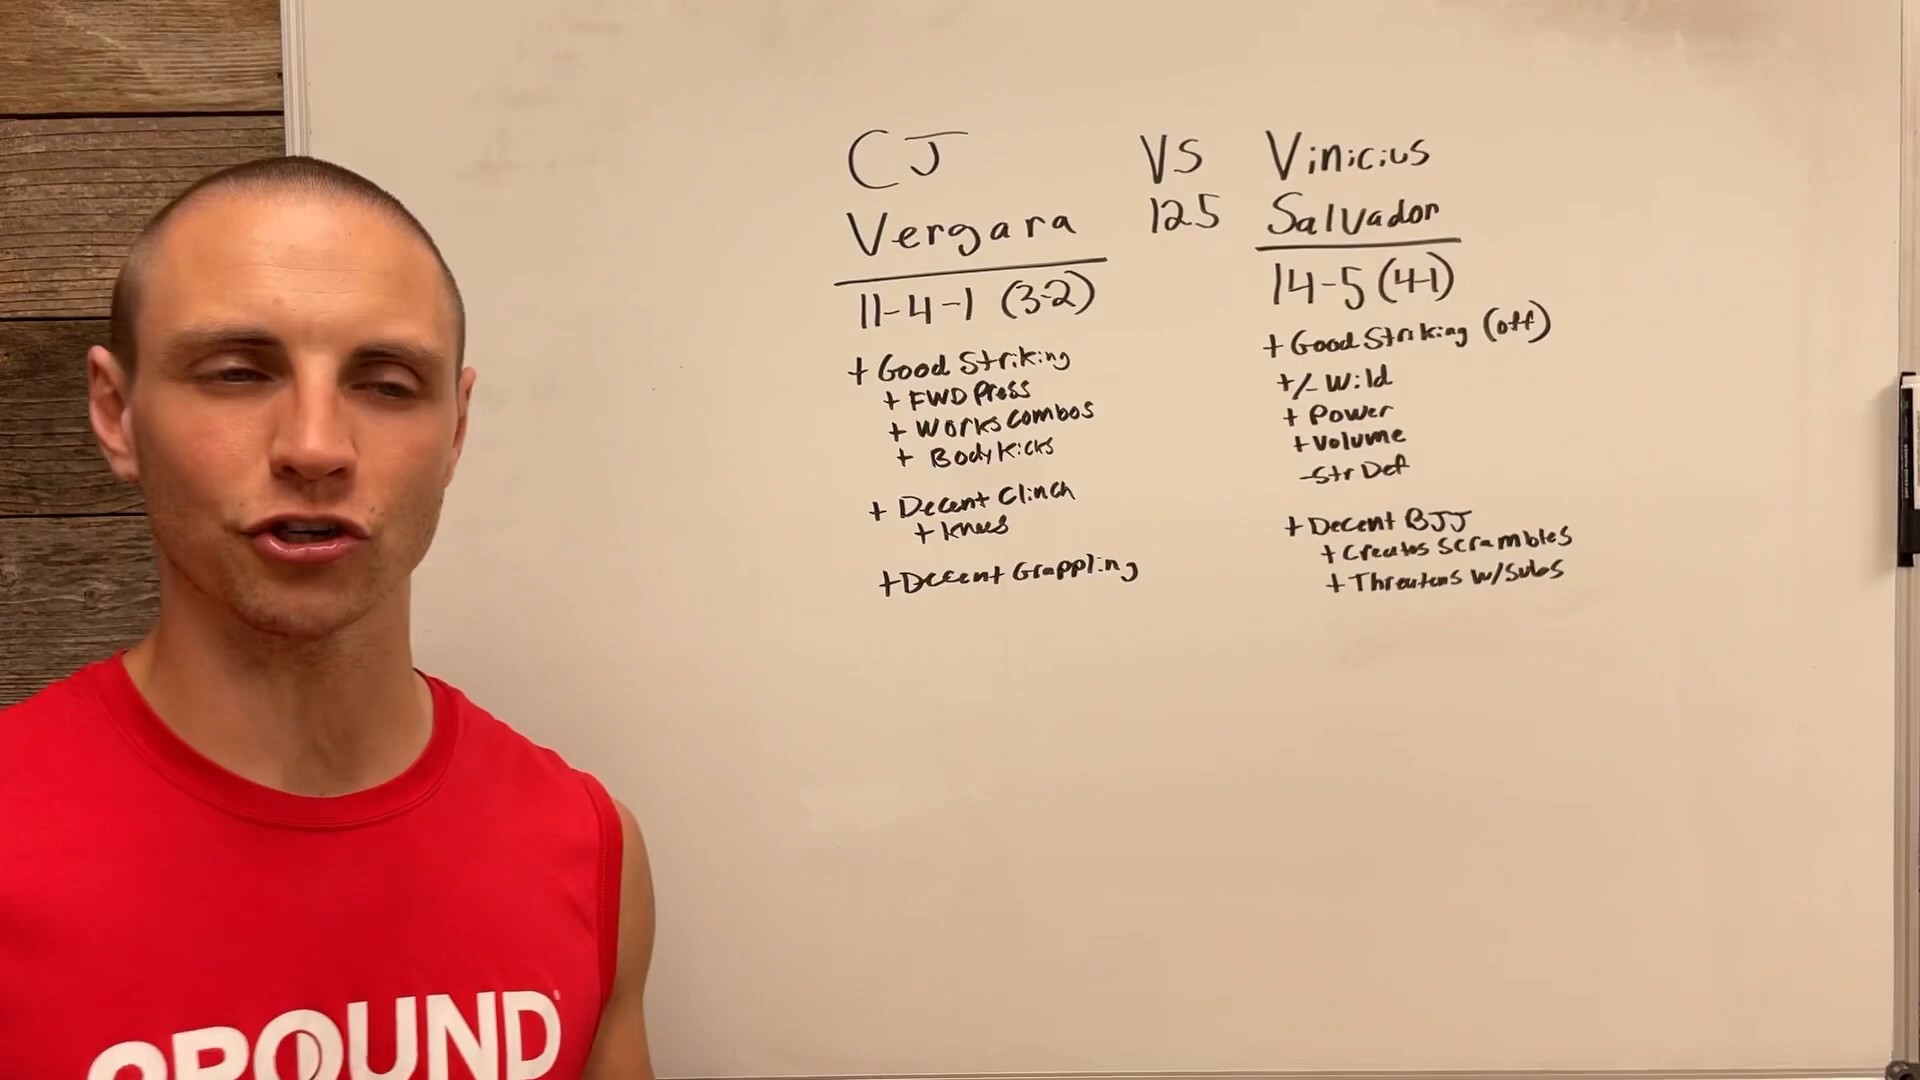 CJ VS Vinicius
Vergara 125 Salvador
11-4-1 (3-2)
+ Good Striking
+ FWD Press
+ Works Combos
+ Body Kicks
+ Decent Clinch
+ Knees
+ Decent Grappling
14-5 (4-1)
+ Good Striking (off)
+/- Wild
+ Power
+ Volume
- Str Def
+ Decent BJJ
+ Creates Scrambles
+ Threatens w/Subs
GROUND